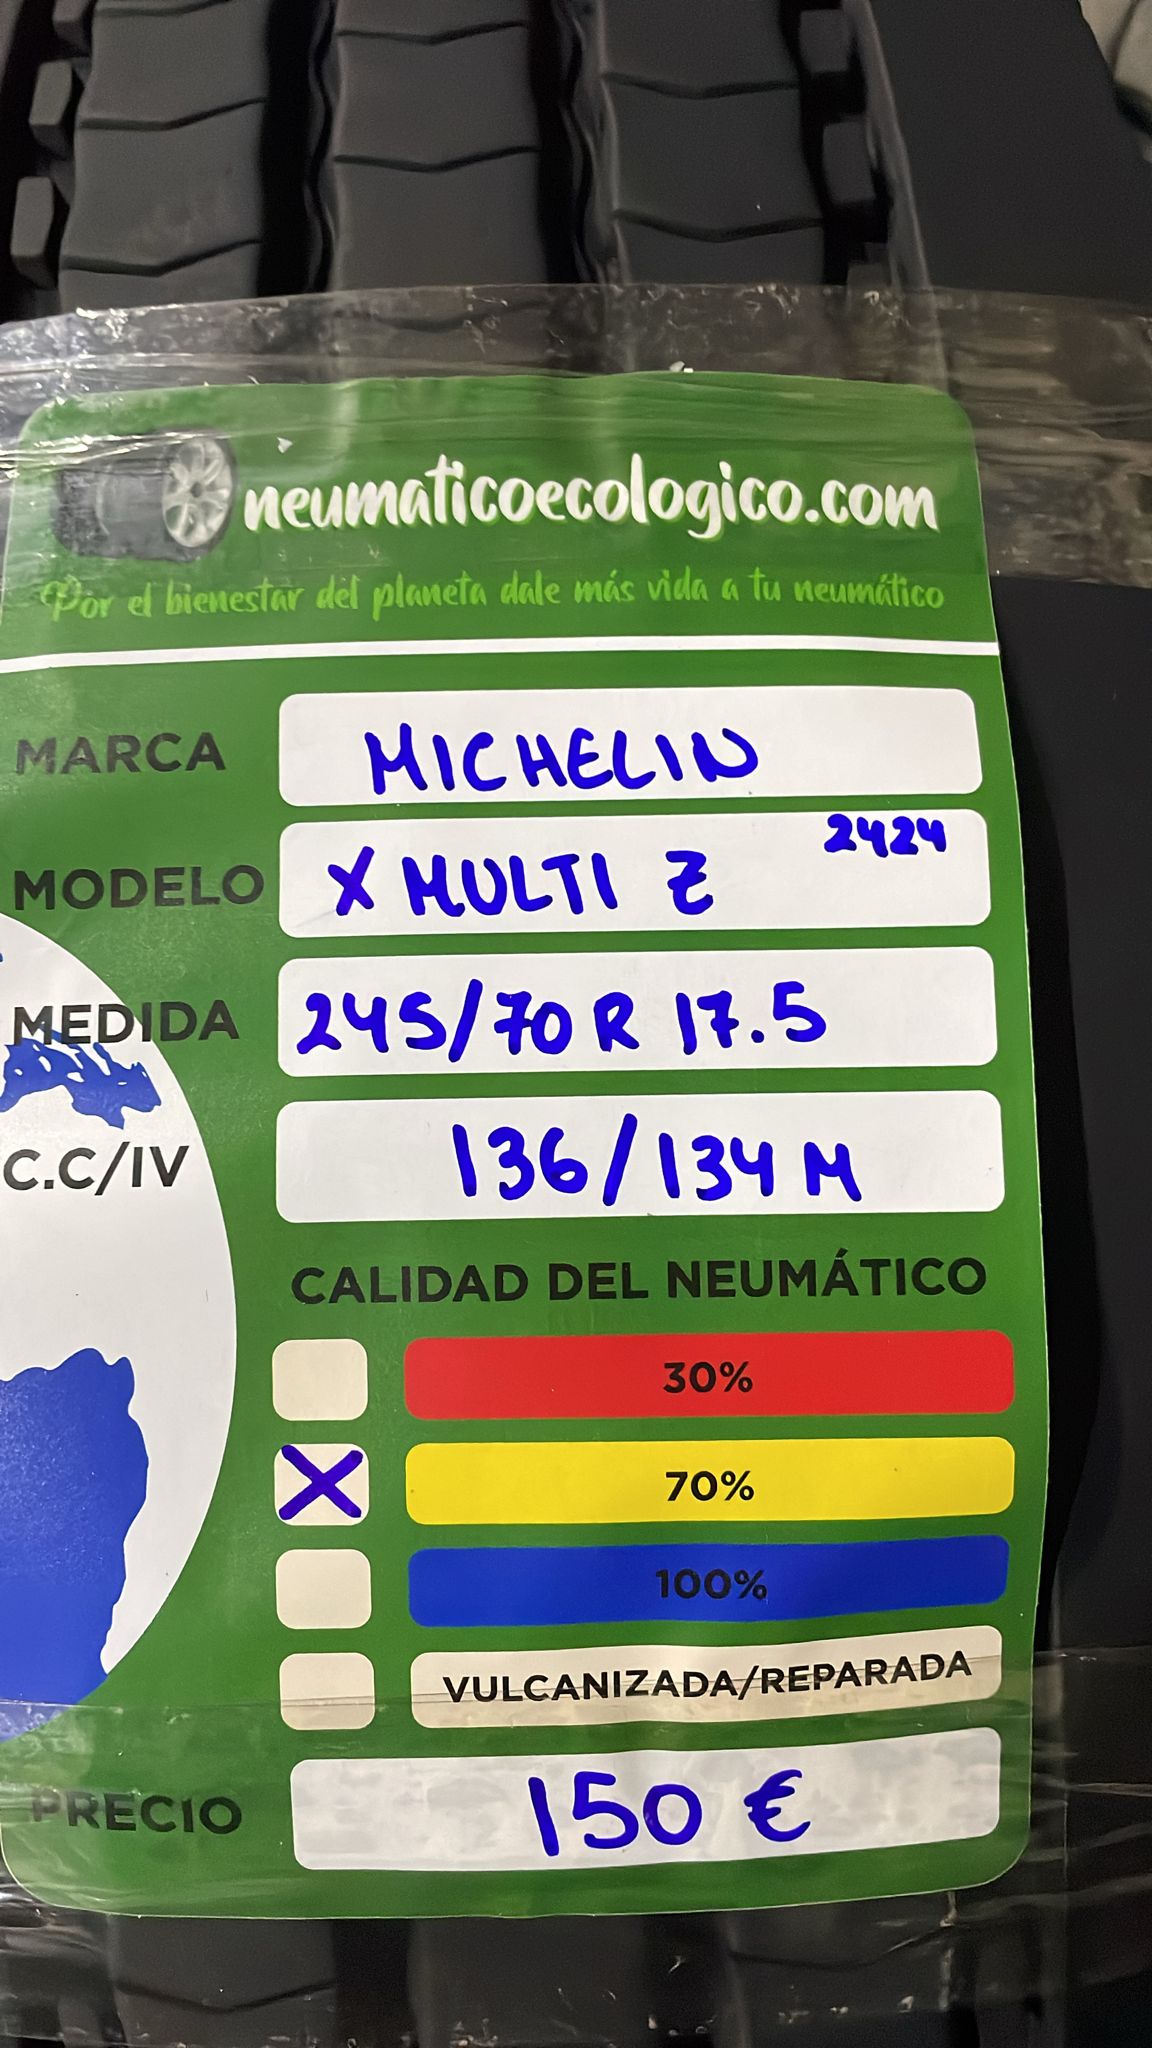 neumaticoecologico.com
Por el bienestar del planeta dale más vida a tu neumático
MARCA MICHELIN
MODELO X MULTI Z 2424
MEDIDA 245/70 R 17.5
C.C/IV 136/134 M
CALIDAD DEL NEUMÁTICO
30%
X 70%
100%
VULCANIZADA/REPARADA
PRECIO 150 €